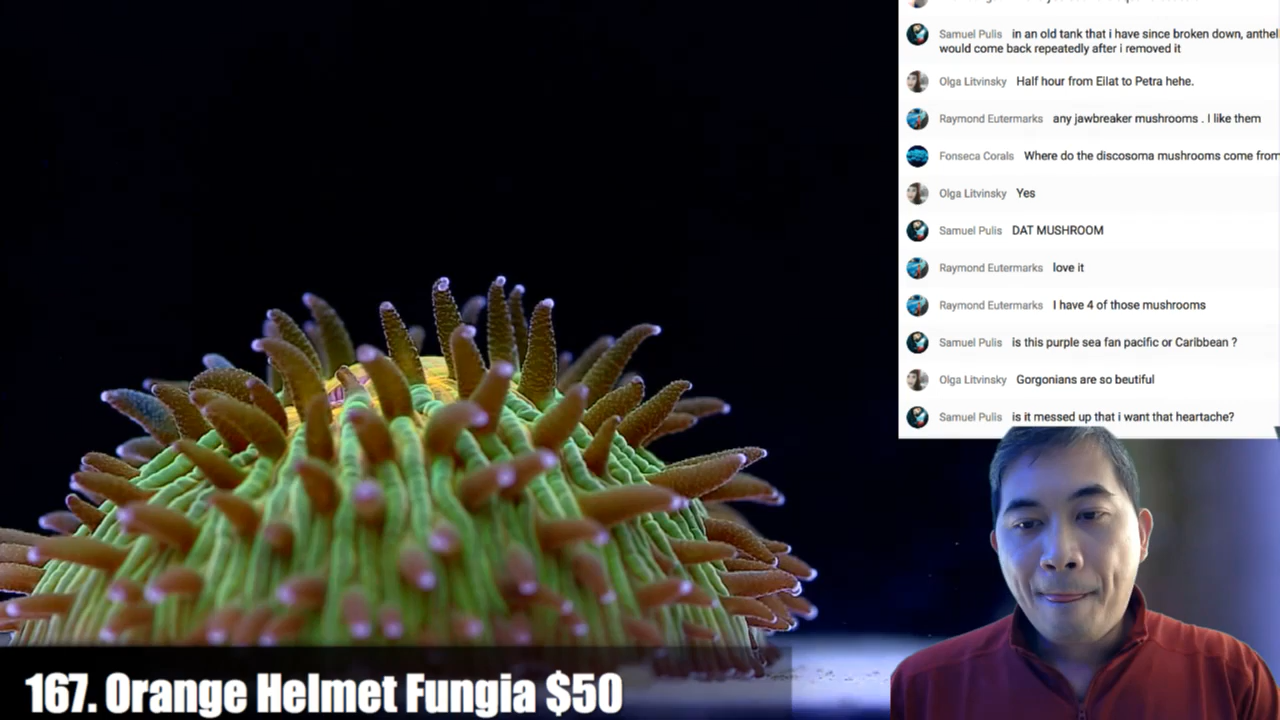 Samuel Pulis in an old tank that i have since broken down,
would come back repeatedly after i removed it
Olga Litvinsky Half hour from Eilat to Petra hehe.
Raymond Eutermarks any jawbreaker mushrooms . I like them
Fonseca Corals Where do the discosoma mushrooms come from
Olga Litvinsky Yes
Samuel Pulis DAT MUSHROOM
Raymond Eutermarks love it
Raymond Eutermarks I have 4 of those mushrooms
Samuel Pulis is this purple sea fan pacific or Caribbean ?
Olga Litvinsky Gorgonians are so beutiful
Samuel Pulis is it messed up that i want that heartache?
167. Orange Helmet Fungia $50